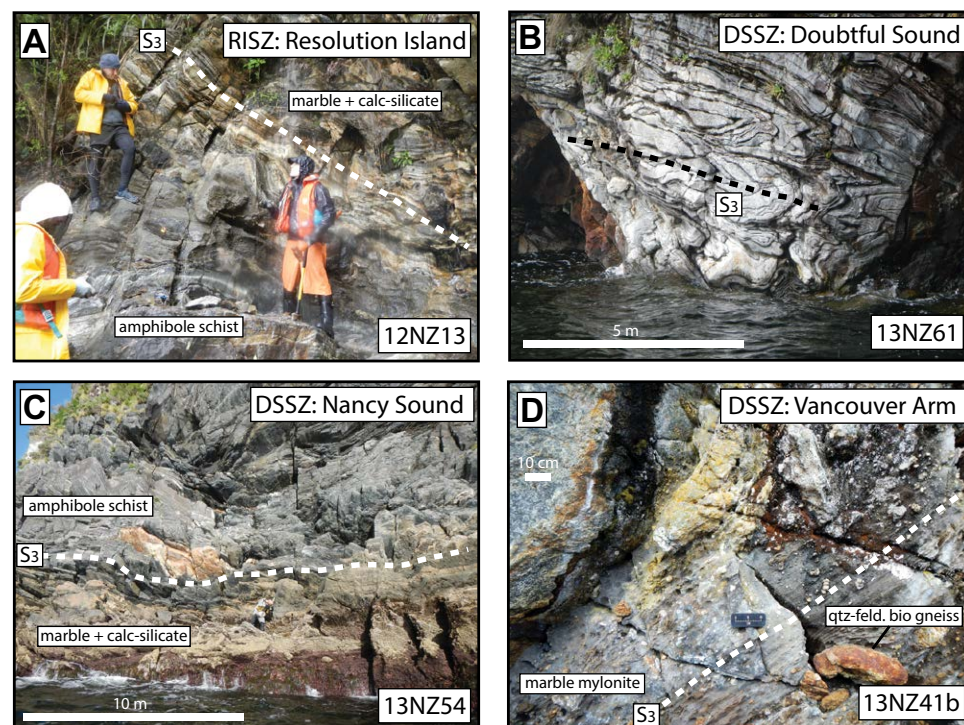 A
S3
RISZ: Resolution Island
marble + calc-silicate
amphibole schist
12NZ13
B
DSSZ: Doubtful Sound
S3
5 m
13NZ61
C
DSSZ: Nancy Sound
amphibole schist
S3
marble + calc-silicate
10 m
13NZ54
D
DSSZ: Vancouver Arm
10 cm
qtz-feld. bio gneiss
marble mylonite
S3
13NZ41b